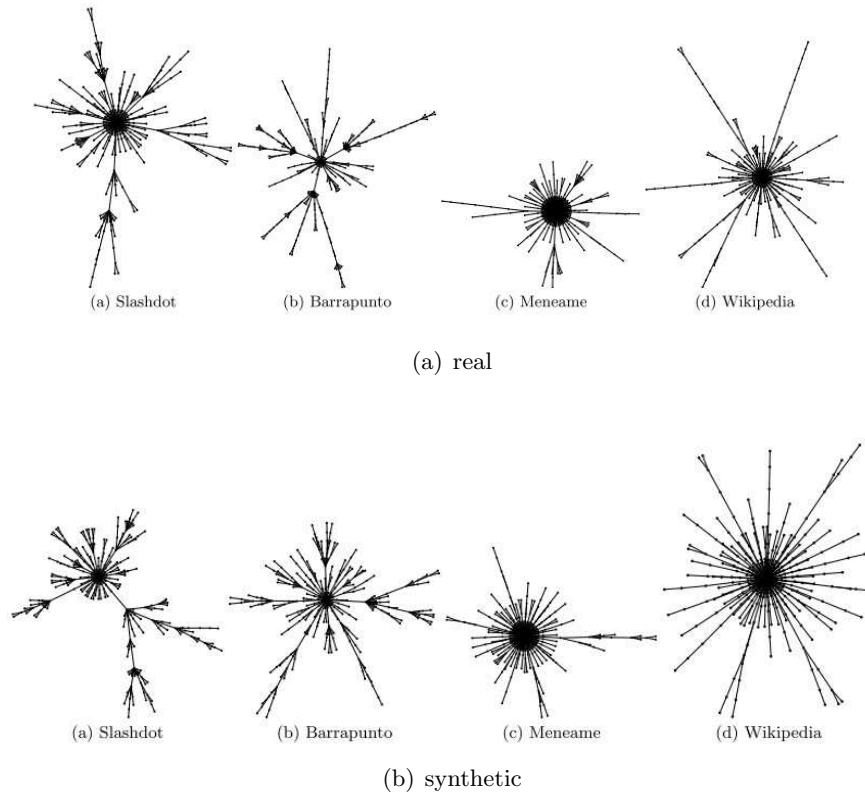 (a) Slashdot (b) Barrapunto (c) Meneame (d) Wikipedia
(a) real
(a) Slashdot (b) Barrapunto (c) Meneame (d) Wikipedia
(b) synthetic